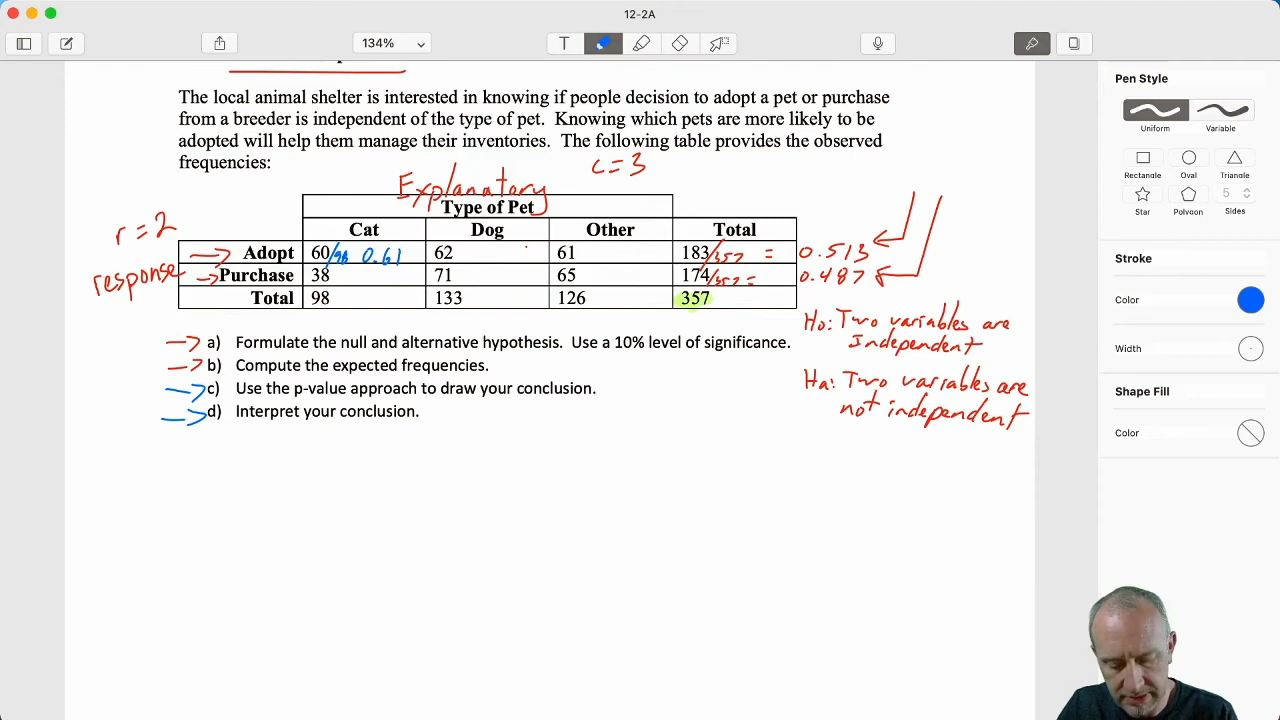 12-2A
134%
T
Pen Style
Uniform
Variable
Rectangle
Oval
Triangle
Star
Polygon
5
Sides
Stroke
Color
Width
Shape Fill
Color
The local animal shelter is interested in knowing if people decision to adopt a pet or purchase
from a breeder is independent of the type of pet. Knowing which pets are more likely to be
adopted will help them manage their inventories. The following table provides the observed
frequencies:
c = 3
Explanatory
Type of Pet
r = 2
Cat Dog Other Total
Adopt 60/98 0.61 62 61 183/357 = 0.513
response
Purchase 38 71 65 174/357 = 0.487
Total 98 133 126 357
Ho: Two variables are
Independent
Ha: Two variables are
not independent
a) Formulate the null and alternative hypothesis. Use a 10% level of significance.
b) Compute the expected frequencies.
c) Use the p-value approach to draw your conclusion.
d) Interpret your conclusion.